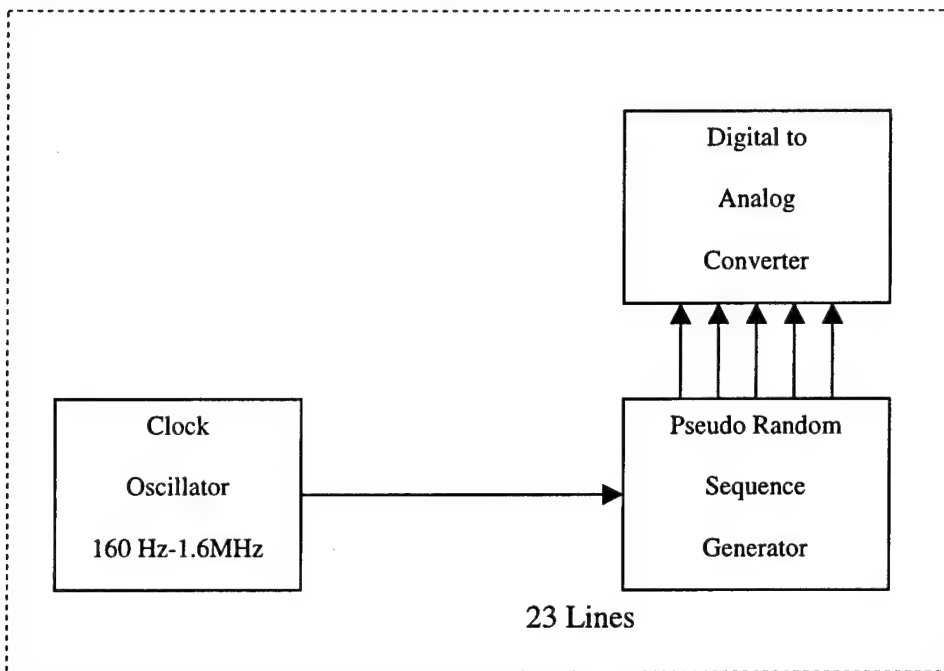 Digital to
Analog
Converter
Clock
Oscillator
160 Hz-1.6MHz
Pseudo Random
Sequence
Generator
23 Lines